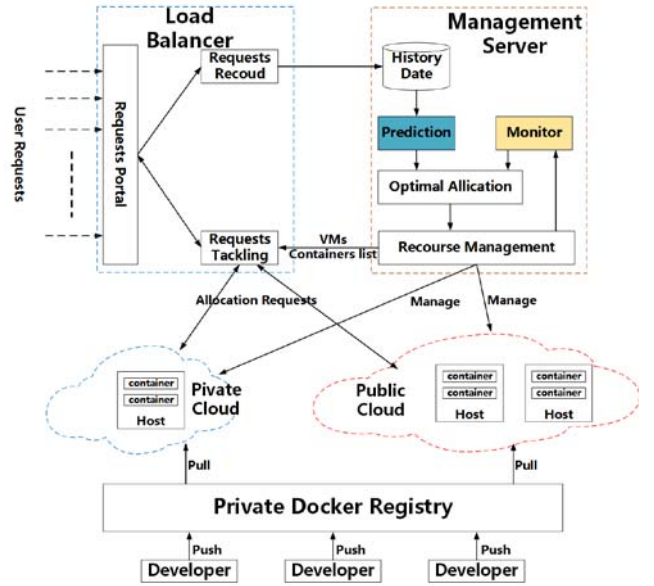 Load
Balancer
Management
Server
Requests
Recoud
History
Date
User Requests
Requests Portal
Prediction
Monitor
Optimal Allication
Requests
Tackling
VMs
Containers list
Recourse Management
Allocation Requests
Manage
Manage
container
container
Host
Pivate
Cloud
Public
Cloud
container
container
Host
container
container
Host
Pull
Pull
Private Docker Registry
Push
Push
Push
Developer
Developer
Developer